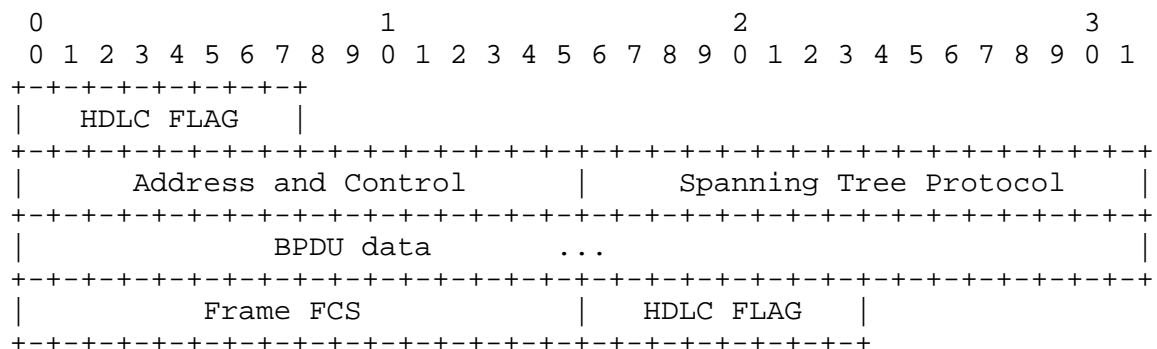 0                   1                   2                   3
 0 1 2 3 4 5 6 7 8 9 0 1 2 3 4 5 6 7 8 9 0 1 2 3 4 5 6 7 8 9 0 1
+-+-+-+-+-+-+-+-+
|   HDLC FLAG   |
+-+-+-+-+-+-+-+-+-+-+-+-+-+-+-+-+-+-+-+-+-+-+-+-+-+-+-+-+-+-+-+-+
|      Address and Control      |     Spanning Tree Protocol    |
+-+-+-+-+-+-+-+-+-+-+-+-+-+-+-+-+-+-+-+-+-+-+-+-+-+-+-+-+-+-+-+-+
|              BPDU data       ...                              |
+-+-+-+-+-+-+-+-+-+-+-+-+-+-+-+-+-+-+-+-+-+-+-+-+-+-+-+-+-+-+-+-+
|          Frame FCS            |   HDLC FLAG   |
+-+-+-+-+-+-+-+-+-+-+-+-+-+-+-+-+-+-+-+-+-+-+-+-+